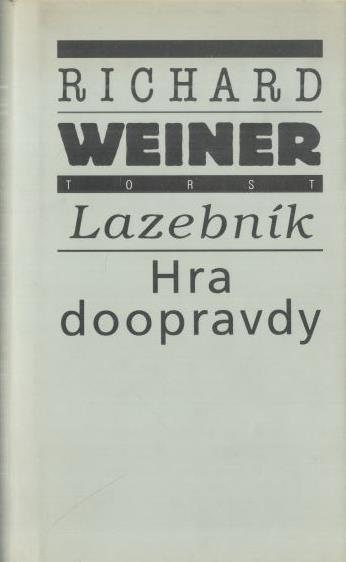 RICHARD
WEINER
TORST
Lazebník
Hra
doopravdy